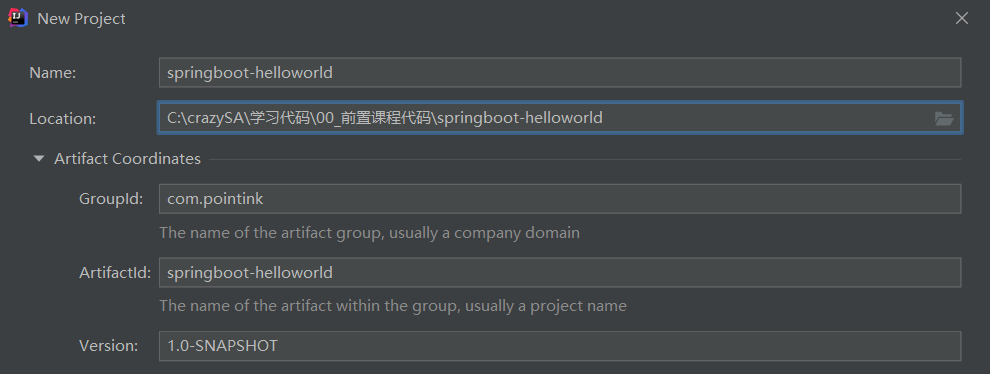 New Project
Name: springboot-helloworld
Location: C:\crazySA\学习代码\00_前置课程代码\springboot-helloworld
Artifact Coordinates
GroupId: com.pointink
The name of the artifact group, usually a company domain
ArtifactId: springboot-helloworld
The name of the artifact within the group, usually a project name
Version: 1.0-SNAPSHOT